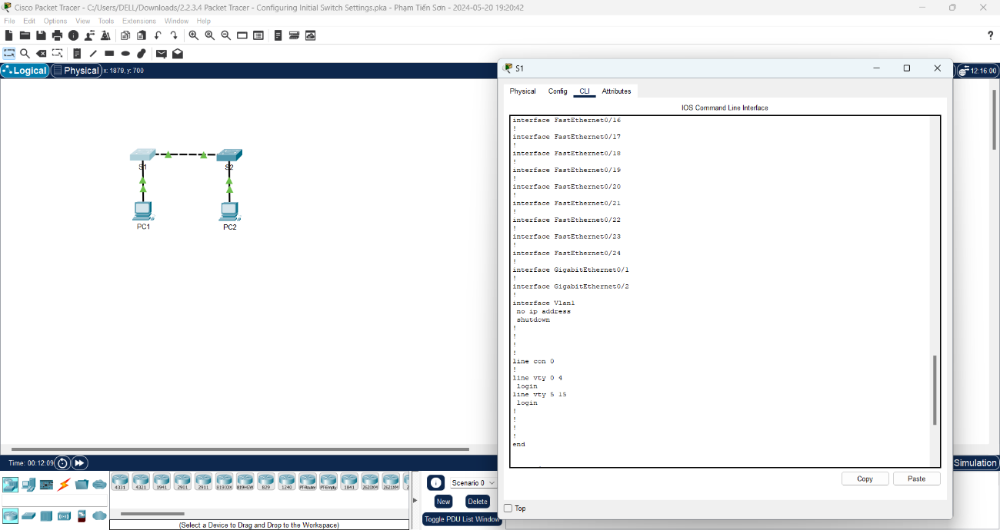 Cisco Packet Tracer - C:/Users/DELL/Downloads/2.2.3.4 Packet Tracer - Configuring Initial Switch Settings.pka - Phạm Tiến Sơn - 2024-05-20 19:20:42
File Edit Options View Tools Extensions Window Help
Logical Physical x: 1879, y: 700
12:16:00
S1
Physical Config CLI Attributes
IOS Command Line Interface
interface FastEthernet0/16
!
interface FastEthernet0/17
!
interface FastEthernet0/18
!
interface FastEthernet0/19
!
interface FastEthernet0/20
!
interface FastEthernet0/21
!
interface FastEthernet0/22
!
interface FastEthernet0/23
!
interface FastEthernet0/24
!
interface GigabitEthernet0/1
!
interface GigabitEthernet0/2
!
interface Vlan1
no ip address
shutdown
!
!
!
!
line con 0
!
line vty 0 4
login
line vty 5 15
login
!
!
!
!
end
Copy Paste
Top
S1 S2
PC1 PC2
Time: 00:12:09
Simulation
4331 4321 1941 2901 2911 819IOX 819HGW 829 1240 PT-Router PT-Empty 1841 2620XM 2621XM
(Select a Device to Drag and Drop to the Workspace)
Scenario 0
New Delete
Toggle PDU List Window